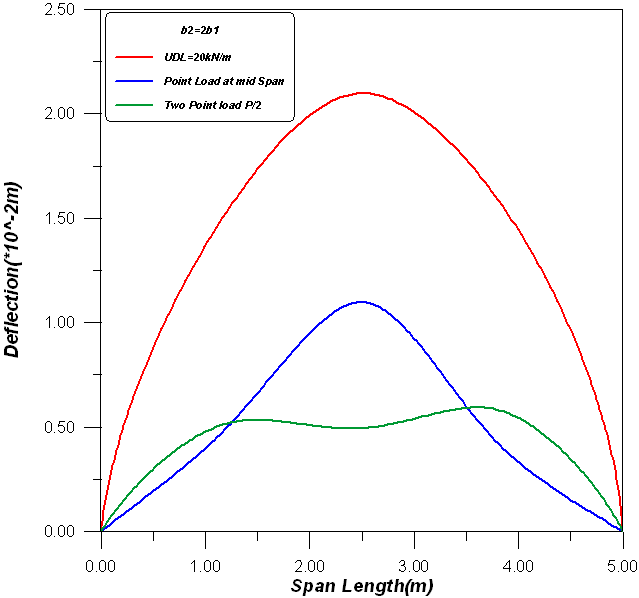 2.50
b2=2b1
UDL=20kN/m
Point Load at mid Span
Two Point load P/2
2.00
1.50
1.00
0.50
0.00
Deflection(*10^-2m)
0.00 1.00 2.00 3.00 4.00 5.00
Span Length(m)